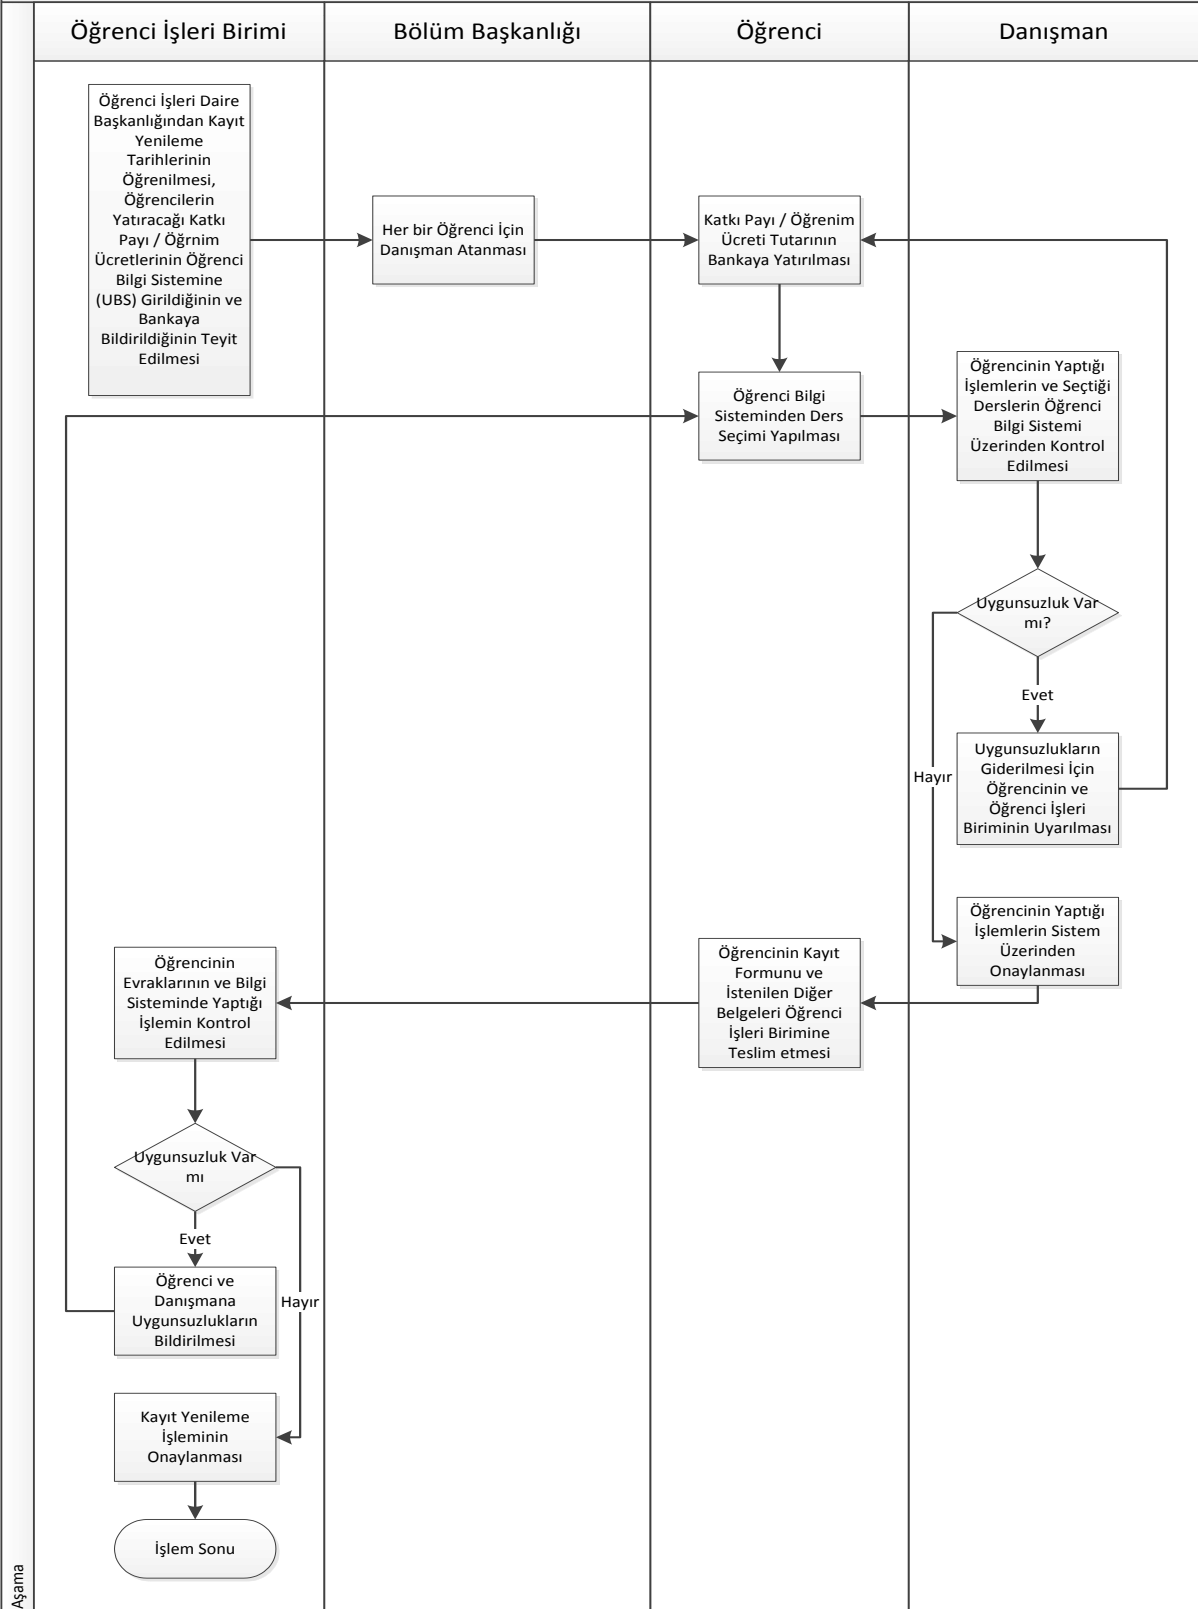 Öğrenci İşleri Birimi
Bölüm Başkanlığı
Öğrenci
Danışman
Öğrenci İşleri Daire
Başkanlığından Kayıt
Yenileme
Tarihlerinin
Öğrenilmesi,
Öğrencilerin
Yatıracağı Katkı
Payı / Öğrnim
Ücretlerinin Öğrenci
Bilgi Sistemine
(UBS) Girildiğinin ve
Bankaya
Bildirildiğinin Teyit
Edilmesi
Her bir Öğrenci İçin
Danışman Atanması
Katkı Payı / Öğrenim
Ücreti Tutarının
Bankaya Yatırılması
Öğrenci Bilgi
Sisteminden Ders
Seçimi Yapılması
Öğrencinin Yaptığı
İşlemlerin ve Seçtiği
Derslerin Öğrenci
Bilgi Sistemi
Üzerinden Kontrol
Edilmesi
Uygunsuzluk Var
mı?
Evet
Hayır
Uygunsuzlukların
Giderilmesi İçin
Öğrencinin ve
Öğrenci İşleri
Biriminin Uyarılması
Öğrencinin Yaptığı
İşlemlerin Sistem
Üzerinden
Onaylanması
Öğrencinin Kayıt
Formunu ve
İstenilen Diğer
Belgeleri Öğrenci
İşleri Birimine
Teslim etmesi
Öğrencinin
Evraklarının ve Bilgi
Sisteminde Yaptığı
İşlemin Kontrol
Edilmesi
Uygunsuzluk Var
mı
Evet
Hayır
Öğrenci ve
Danışmana
Uygunsuzlukların
Bildirilmesi
Kayıt Yenileme
İşleminin
Onaylanması
İşlem Sonu
Aşama